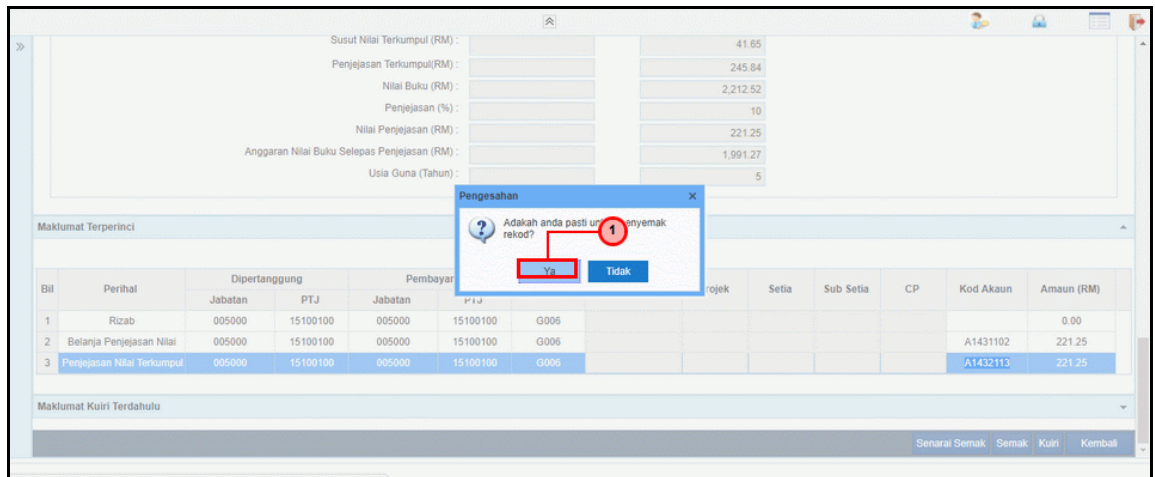 Susut Nilai Terkumpul (RM) : 41.65
Penjejasan Terkumpul(RM) : 245.84
Nilai Buku (RM) : 2,212.52
Penjejasan (%) : 10
Nilai Penjejasan (RM) : 221.25
Anggaran Nilai Buku Selepas Penjejasan (RM) : 1,991.27
Usia Guna (Tahun) : 5
Pengesahan x
Adakah anda pasti enyemak
rekod?
1
Ya Tidak
Maklumat Terperinci
Bil Perihal Dipertanggung Pembayar Setia Sub Setia CP Kod Akaun Amaun (RM)
Jabatan PTJ Jabatan PTJ
1 Rizab 005000 15100100 005000 15100100 G006 0.00
2 Belanja Penjejasan Nilai 005000 15100100 005000 15100100 G006 A1431102 221.25
3 Penjejasan Nilai Terkumpul 005000 15100100 005000 15100100 G006 A1432113 221.25
Maklumat Kuiri Terdahulu
Senarai Semak Semak Kuiri Kembali